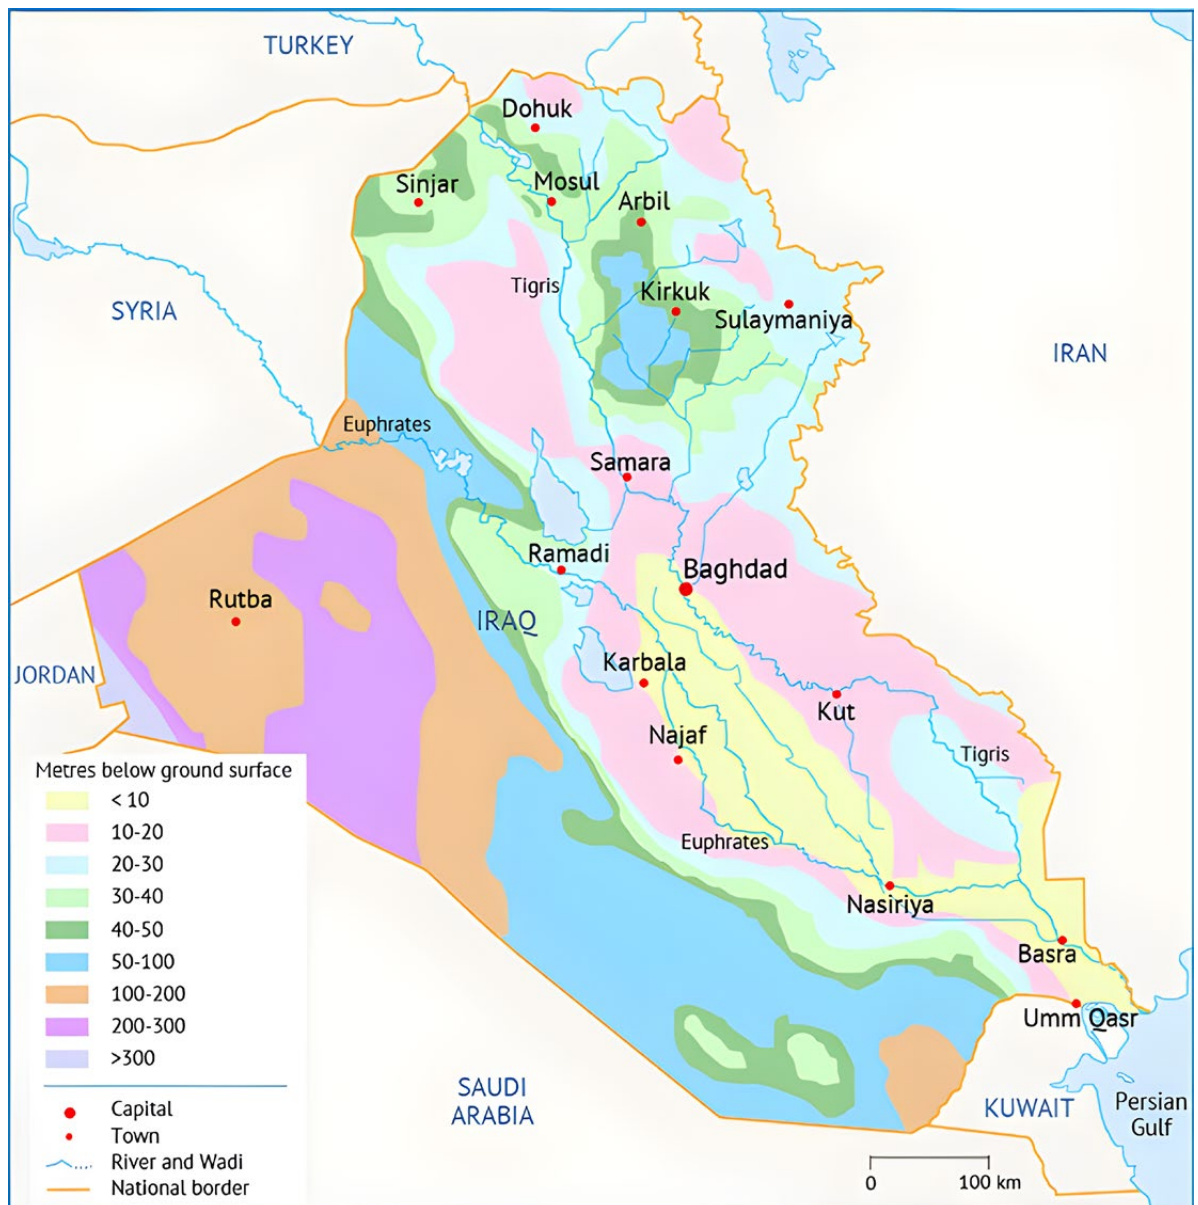 TURKEY
Dohuk
Sinjar
Mosul
Arbil
Tigris
Kirkuk
SYRIA
Sulaymaniya
IRAN
Euphrates
Samara
Ramadi
Baghdad
Rutba
IRAQ
JORDAN
Karbala
Kut
Najaf
Tigris
Euphrates
Nasiriya
Basra
Umm Qasr
SAUDI
ARABIA
KUWAIT
Persian
Gulf
0 100 km
Metres below ground surface
< 10
10-20
20-30
30-40
40-50
50-100
100-200
200-300
>300
Capital
Town
River and Wadi
National border